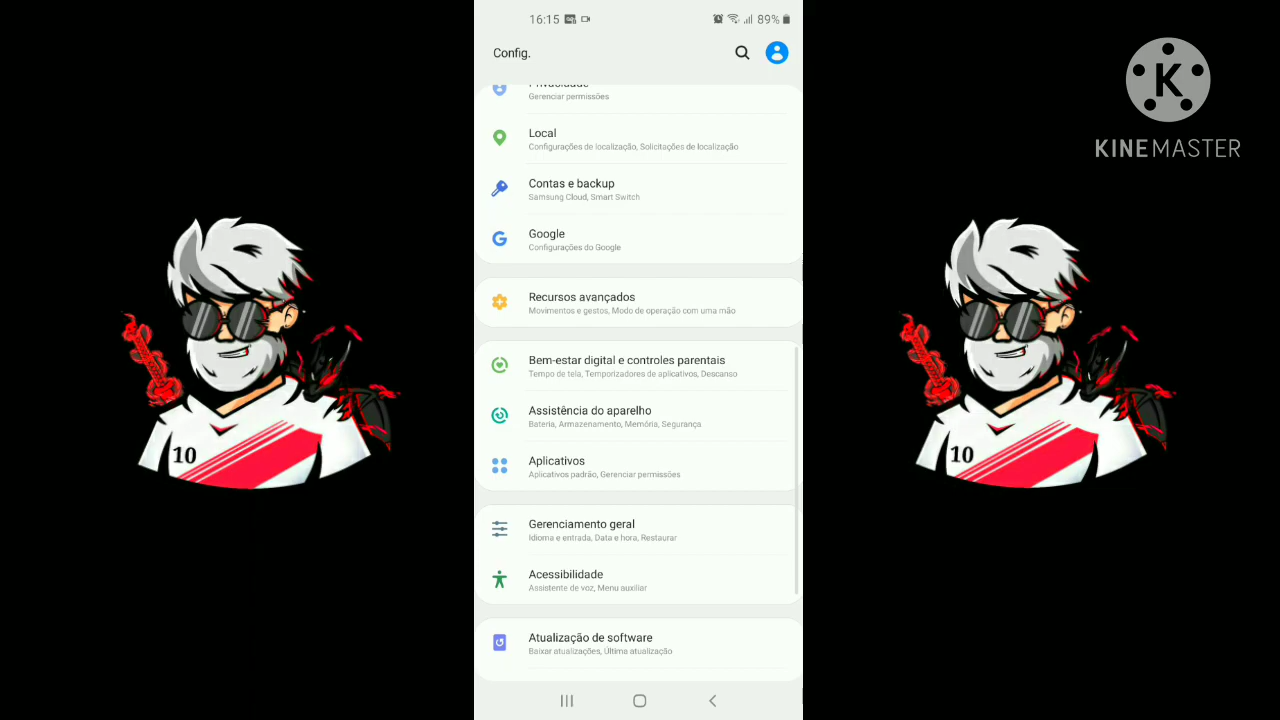 16:15
89%
Config.
Privacidade
Gerenciar permissões
Local
Configurações de localização, Solicitações de localização
Contas e backup
Samsung Cloud, Smart Switch
Google
Configurações do Google
Recursos avançados
Movimentos e gestos, Modo de operação com uma mão
Bem-estar digital e controles parentais
Tempo de tela, Temporizadores de aplicativos, Descanso
Assistência do aparelho
Bateria, Armazenamento, Memória, Segurança
Aplicativos
Aplicativos padrão, Gerenciar permissões
Gerenciamento geral
Idioma e entrada, Data e hora, Restaurar
Acessibilidade
Assistente de voz, Menu auxiliar
Atualização de software
Baixar atualizações, Última atualização
K
KINEMASTER
10
10